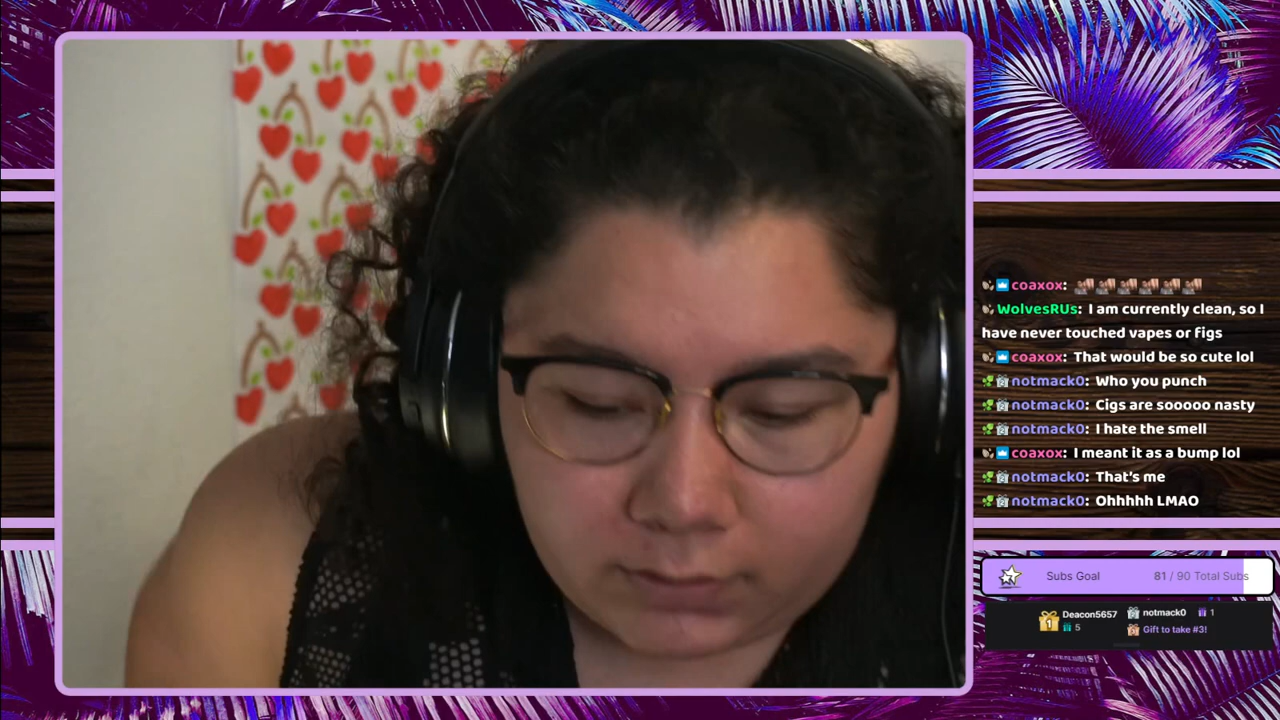 coaxox:
WolvesRUs: I am currently clean, so I
have never touched vapes or figs
coaxox: That would be so cute lol
notmack0: Who you punch
notmack0: Cigs are sooooo nasty
notmack0: I hate the smell
coaxox: I meant it as a bump lol
notmack0: That's me
notmack0: Ohhhhh LMAO
Subs Goal 81 / 90 Total Subs
1 Deacon5657 5
2 notmack0 1
3 Gift to take #3!